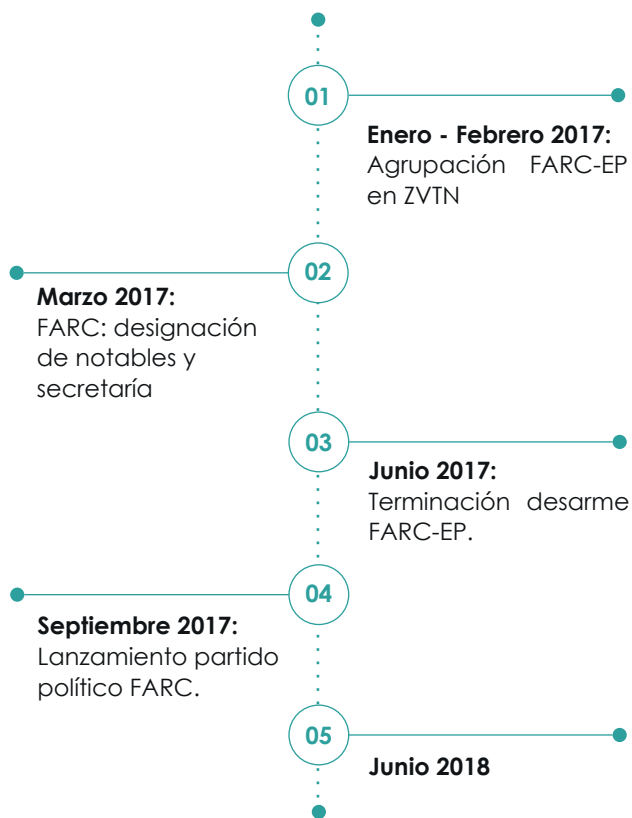 01
Enero - Febrero 2017:
Agrupación FARC-EP
en ZVTN
02
Marzo 2017:
FARC: designación
de notables y
secretaría
03
Junio 2017:
Terminación desarme
FARC-EP.
04
Septiembre 2017:
Lanzamiento partido
político FARC.
05
Junio 2018